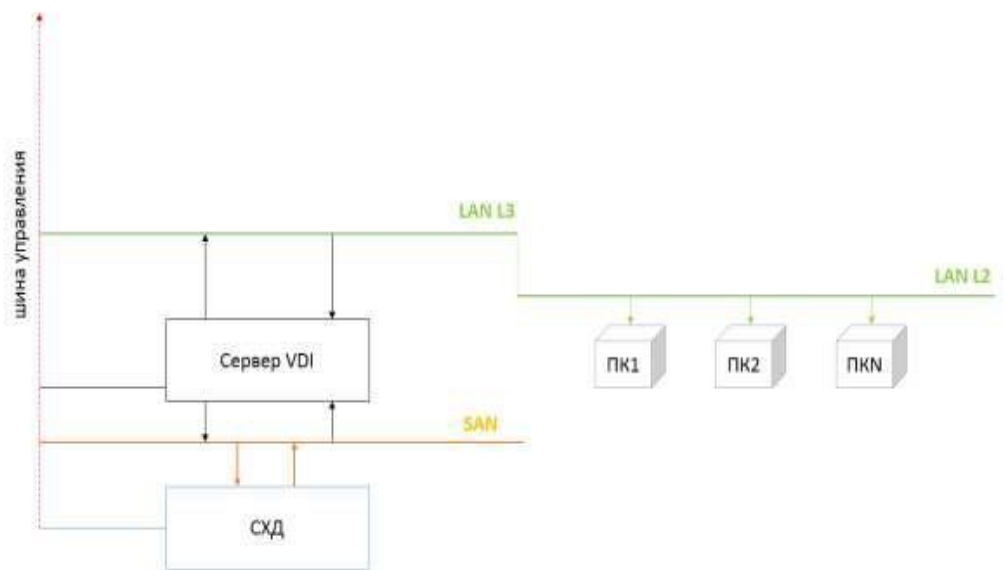 шина управления
LAN L3
LAN L2
Сервер VDI
ПК1
ПК2
ПКN
SAN
СХД